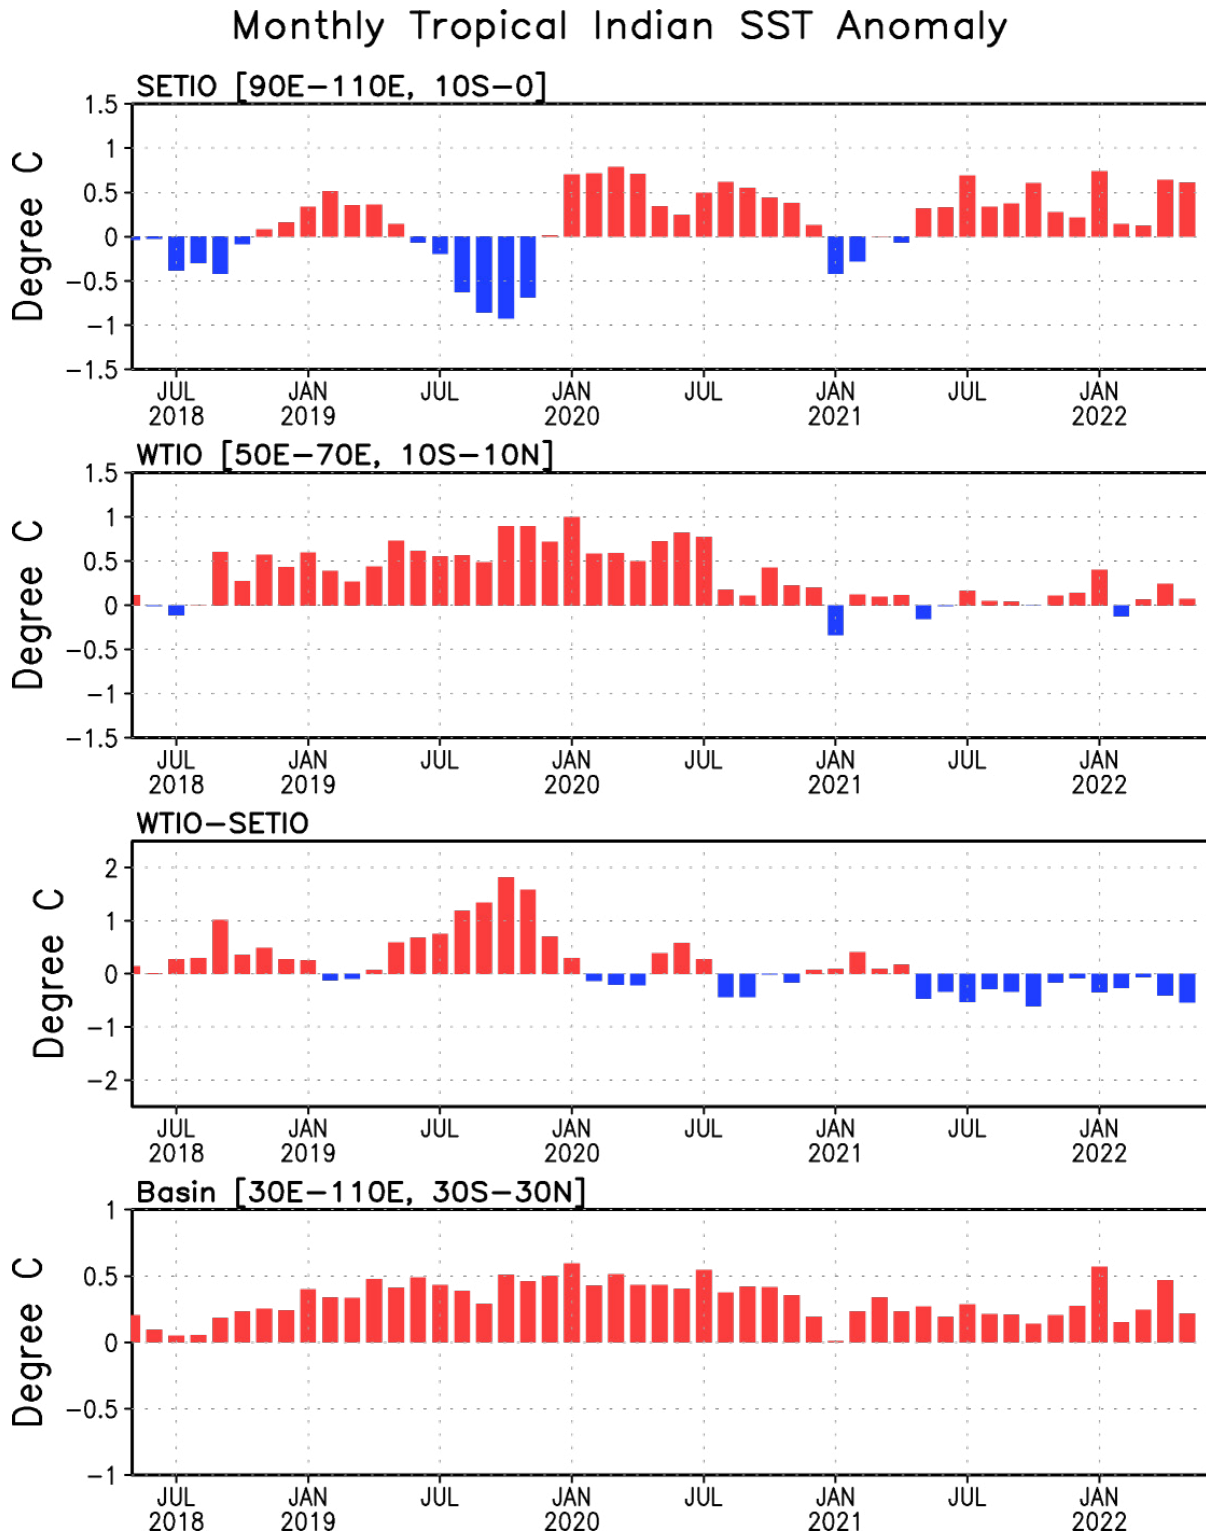 Monthly Tropical Indian SST Anomaly
SETIO [90E-110E, 10S-0]
Degree C
1.5
1
0.5
0
-0.5
-1
-1.5
JUL JAN JUL JAN JUL JAN JUL JAN
2018 2019 2020 2021 2022
WTIO [50E-70E, 10S-10N]
Degree C
1.5
1
0.5
0
-0.5
-1
-1.5
JUL JAN JUL JAN JUL JAN JUL JAN
2018 2019 2020 2021 2022
WTIO-SETIO
Degree C
2
1
0
-1
-2
JUL JAN JUL JAN JUL JAN JUL JAN
2018 2019 2020 2021 2022
Basin [30E-110E, 30S-30N]
Degree C
1
0.5
0
-0.5
-1
JUL JAN JUL JAN JUL JAN JUL JAN
2018 2019 2020 2021 2022